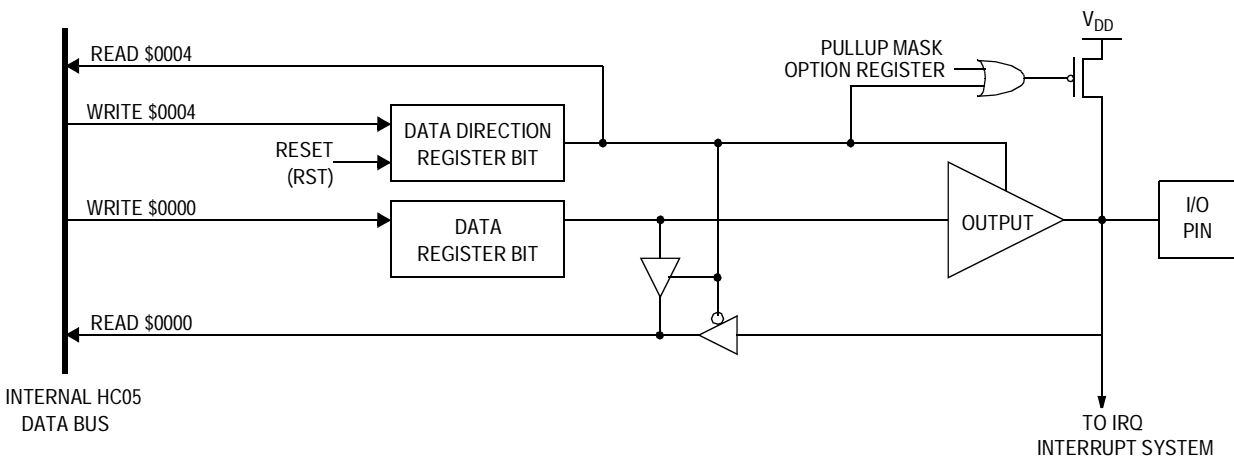 V_DD
READ $0004
PULLUP MASK
OPTION REGISTER
WRITE $0004
DATA DIRECTION
REGISTER BIT
RESET
(RST)
WRITE $0000
DATA
REGISTER BIT
OUTPUT
I/O
PIN
READ $0000
INTERNAL HC05
DATA BUS
TO IRQ
INTERRUPT SYSTEM